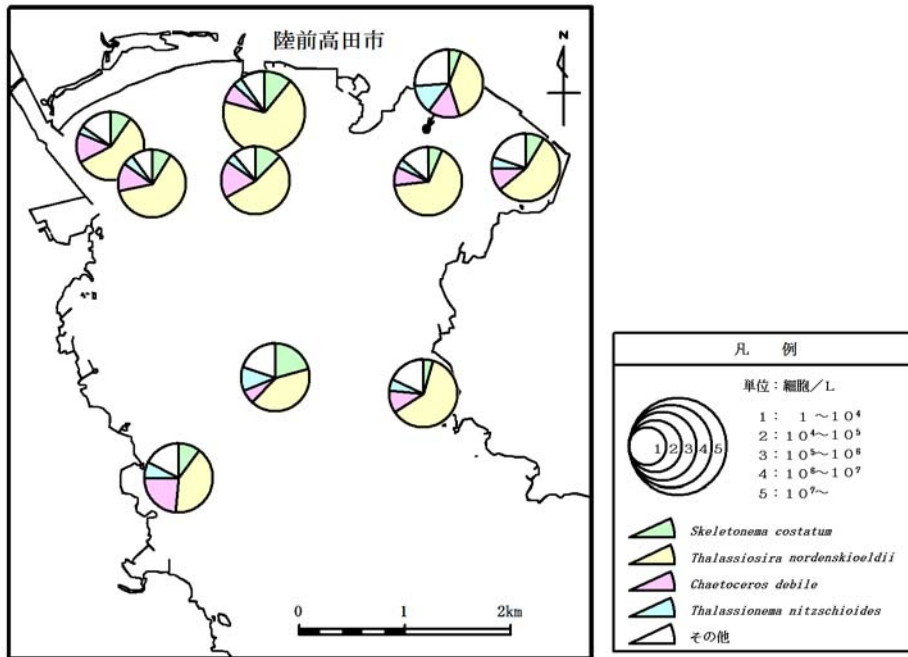 陸前高田市
N
0 1 2km
凡 例
単位：細胞／L
1 2 3 4 5
1： 1 ～10⁴
2：10⁴～10⁵
3：10⁵～10⁶
4：10⁶～10⁷
5：10⁷～
Skeletonema costatum
Thalassiosira nordenskioeldii
Chaetoceros debile
Thalassionema nitzschioides
その他